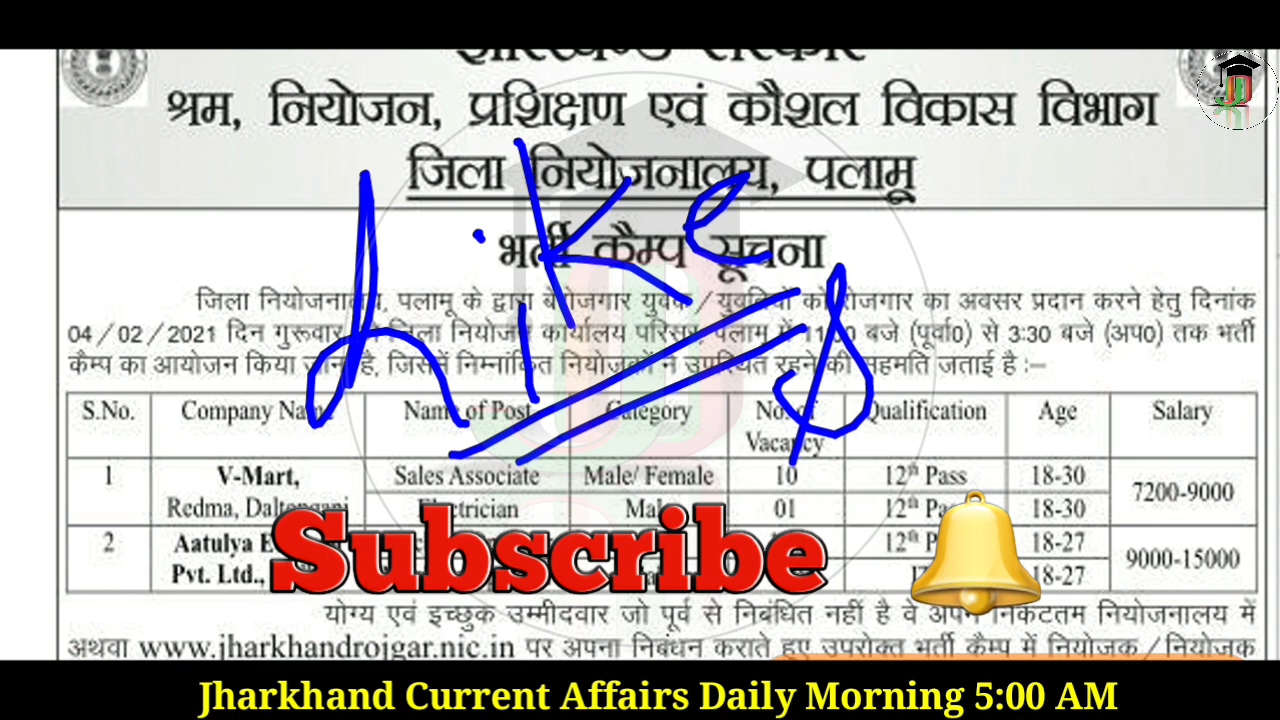 झारखण्ड सरकार
श्रम, नियोजन, प्रशिक्षण एवं कौशल विकास विभाग
जिला नियोजनालय, पलामू
भर्ती कैम्प सूचना
Like &
जिला नियोजनालय, पलामू के द्वारा बेरोजगार युवक/युवतियों को रोजगार का अवसर प्रदान करने हेतु दिनांक
04/02/2021 दिन गुरूवार जिला नियोजन कार्यालय परिसर, पलामू में 11:00 बजे (पूर्वा0) से 3:30 बजे (अप0) तक भर्ती
कैम्प का आयोजन किया जाना है, जिसमें निम्नांकित नियोजकों ने उपस्थित रहने की सहमति जताई है :–
S.No. Company Name Name of Post Category No. of Vacancy Qualification Age Salary
1 V-Mart, Sales Associate Male/ Female 10 12th Pass 18-30 7200-9000
Redma, Daltonganj Electrician Male 01 12th Pass 18-30
2 Aatulya 12th 18-27 9000-15000
Pvt. Ltd., 18-27
Subscribe
योग्य एवं इच्छुक उम्मीदवार जो पूर्व से निबंधित नहीं है वे अपने निकटतम नियोजनालय में
अथवा www.jharkhandrojgar.nic.in पर अपना निबंधन कराते हुए उपरोक्त भर्ती कैम्प में नियोजक/नियोजक
Jharkhand Current Affairs Daily Morning 5:00 AM